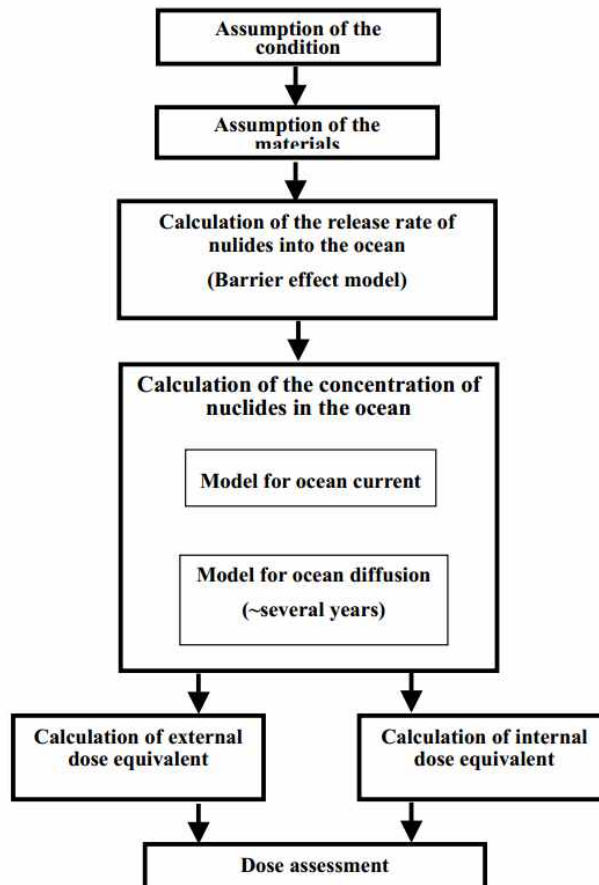 Assumption of the
condition
Assumption of the
materials
Calculation of the release rate of
nulides into the ocean
(Barrier effect model)
Calculation of the concentration of
nuclides in the ocean
Model for ocean current
Model for ocean diffusion
(~several years)
Calculation of external
dose equivalent
Calculation of internal
dose equivalent
Dose assessment